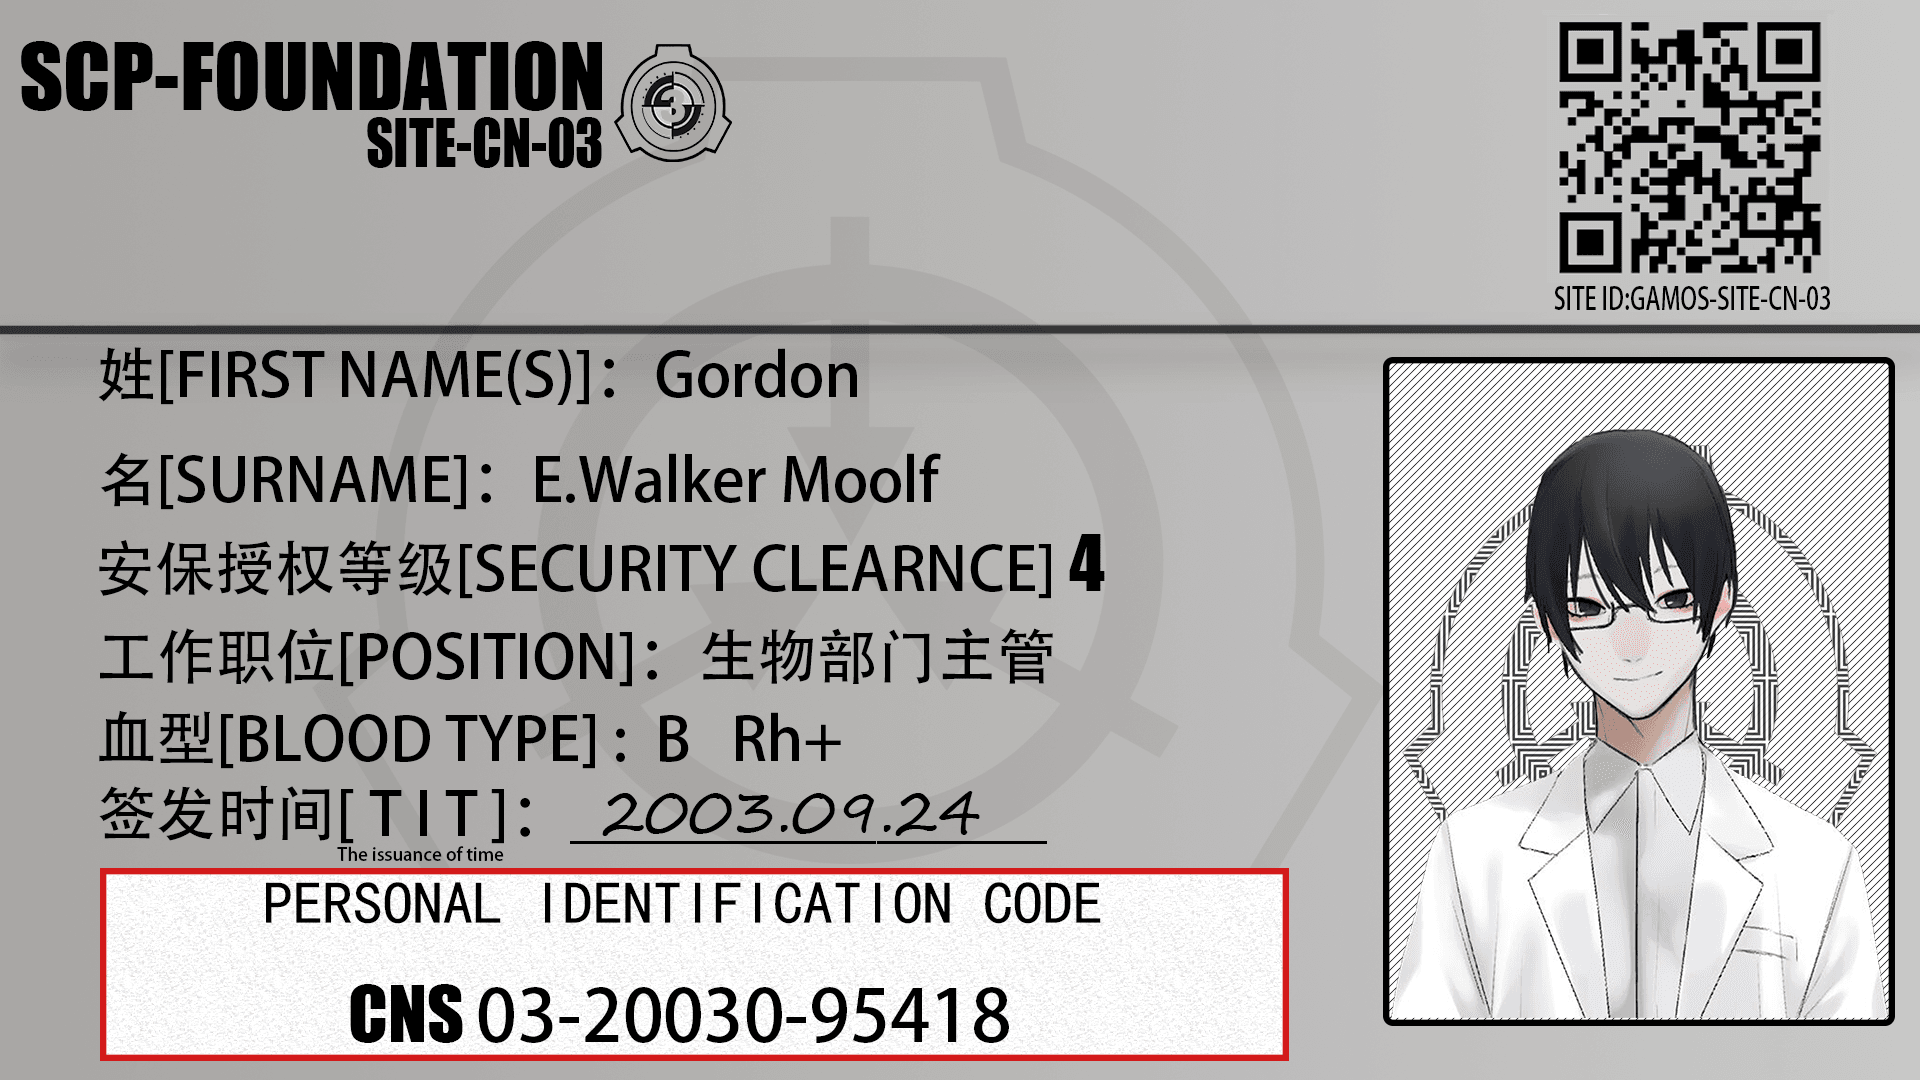 SCP-FOUNDATION
SITE-CN-03
3
SITE ID:GAMOS-SITE-CN-03
姓[FIRST NAME(S)]：Gordon
名[SURNAME]：E.Walker Moolf
安保授权等级[SECURITY CLEARNCE] 4
工作职位[POSITION]：生物部门主管
血型[BLOOD TYPE]：B Rh+
签发时间[TIT]：2003.09.24
The issuance of time
PERSONAL IDENTIFICATION CODE
CNS 03-20030-95418